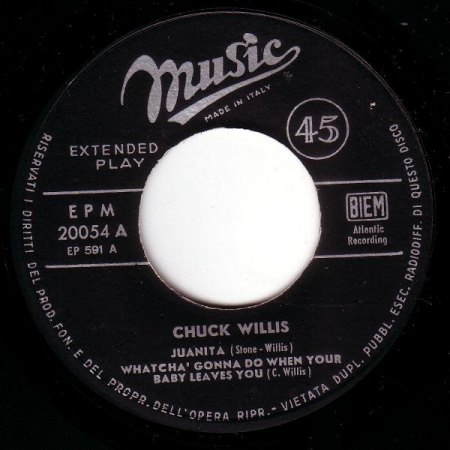 Music
MADE IN ITALY
EXTENDED
PLAY
45
E P M
20054 A
EP 591 A
BIEM
Atlantic
Recording
CHUCK WILLIS
JUANITA (Stone - Willis)
WHATCHA' GONNA DO WHEN YOUR
BABY LEAVES YOU (C. Willis)
RISERVATI I DIRITTI DEL PROD. FON. E DEL PROPR. DELL'OPERA RIPR. - VIETATA DUPL. PUBBL. ESEC. RADIODIFF. DI QUESTO DISCO